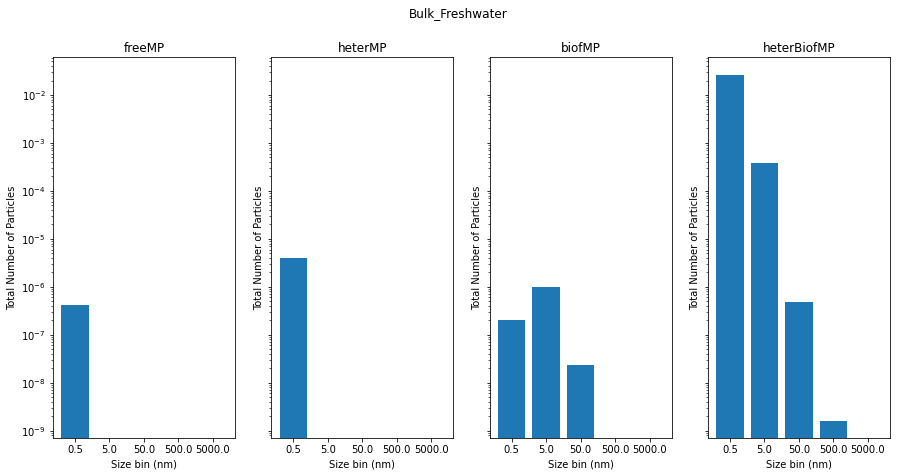 Bulk_Freshwater
freeMP
heterMP
biofMP
heterBiofMP
Total Number of Particles
10⁻²
10⁻³
10⁻⁴
10⁻⁵
10⁻⁶
10⁻⁷
10⁻⁸
10⁻⁹
0.5 5.0 50.0 500.0 5000.0
Size bin (nm)
Total Number of Particles
0.5 5.0 50.0 500.0 5000.0
Size bin (nm)
Total Number of Particles
0.5 5.0 50.0 500.0 5000.0
Size bin (nm)
Total Number of Particles
0.5 5.0 50.0 500.0 5000.0
Size bin (nm)